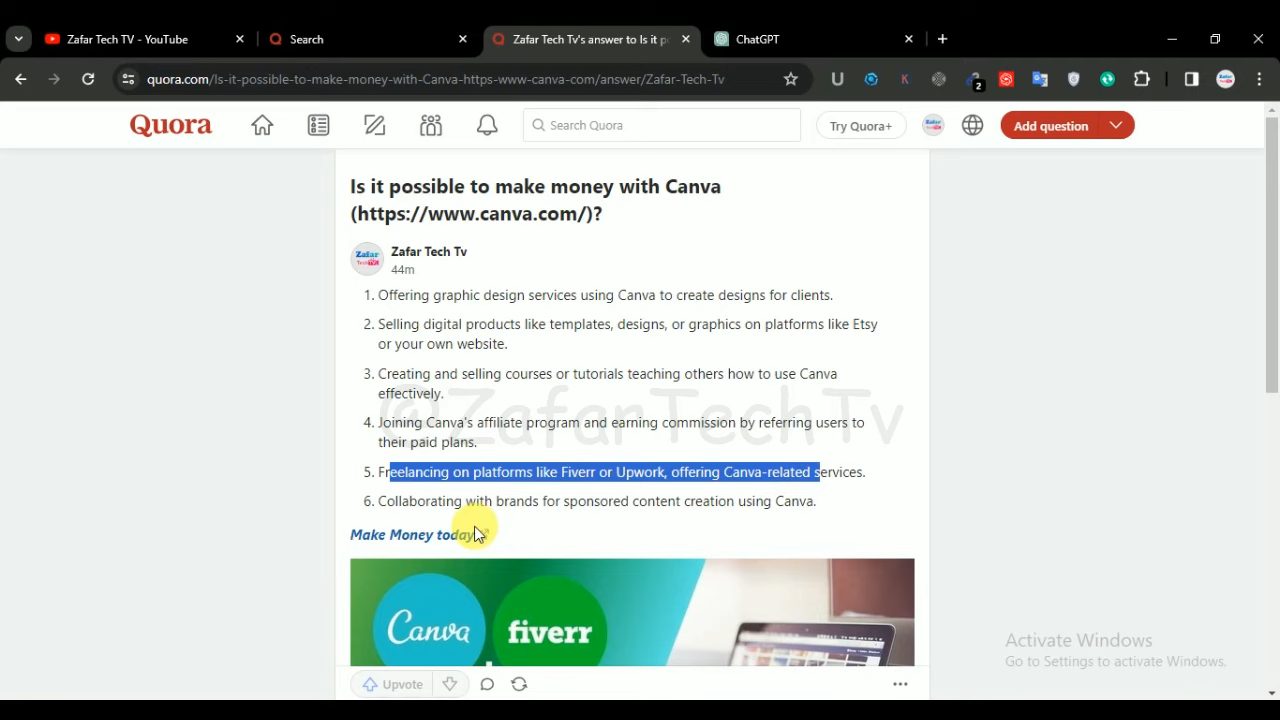 Zafar Tech TV - YouTube
Search
Zafar Tech Tv's answer to Is it p
ChatGPT
quora.com/Is-it-possible-to-make-money-with-Canva-https-www-canva-com/answer/Zafar-Tech-Tv
U
K
2
Quora
Search Quora
Try Quora+
Add question
Is it possible to make money with Canva
(https://www.canva.com/)?
Zafar Tech Tv
44m
1. Offering graphic design services using Canva to create designs for clients.
2. Selling digital products like templates, designs, or graphics on platforms like Etsy
or your own website.
3. Creating and selling courses or tutorials teaching others how to use Canva
effectively.
@ZafarTechTv
4. Joining Canva's affiliate program and earning commission by referring users to
their paid plans.
5. Freelancing on platforms like Fiverr or Upwork, offering Canva-related services.
6. Collaborating with brands for sponsored content creation using Canva.
Make Money today
Canva
fiverr
Activate Windows
Go to Settings to activate Windows.
Upvote